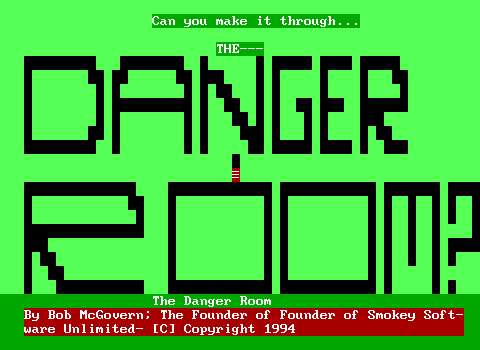 Can you make it through...
THE---
DANGER
ROOM?
The Danger Room
By Bob McGovern; The Founder of Founder of Smokey Soft-
ware Unlimited- [C] Copyright 1994